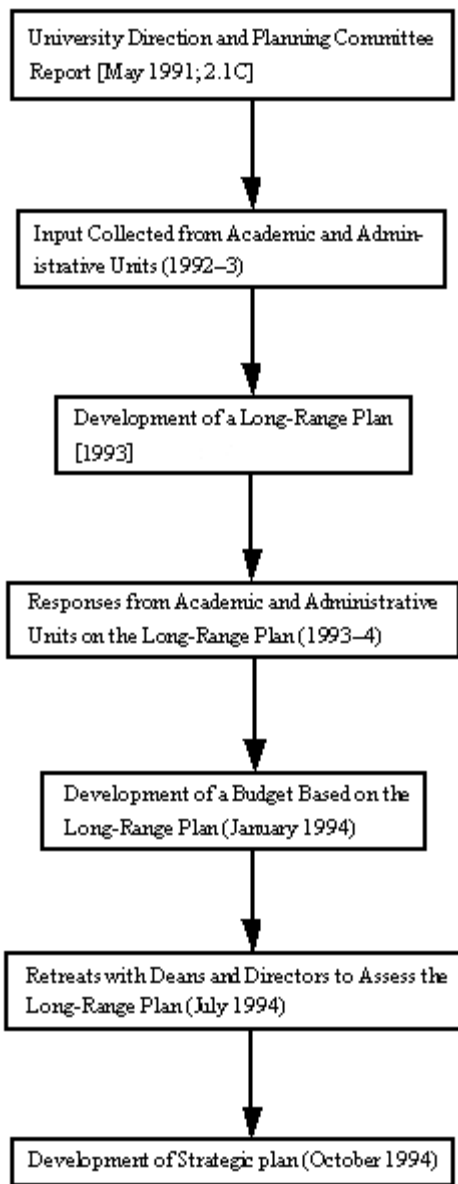 University Direction and Planning Committee
Report [May 1991; 2.1C]
Input Collected from Academic and Admin-
istrative Units (1992–3)
Development of a Long-Range Plan
[1993]
Responses from Academic and Administrative
Units on the Long-Range Plan (1993–4)
Development of a Budget Based on the
Long-Range Plan (January 1994)
Retreats with Deans and Directors to Assess the
Long-Range Plan (July 1994)
Development of Strategic plan (October 1994)